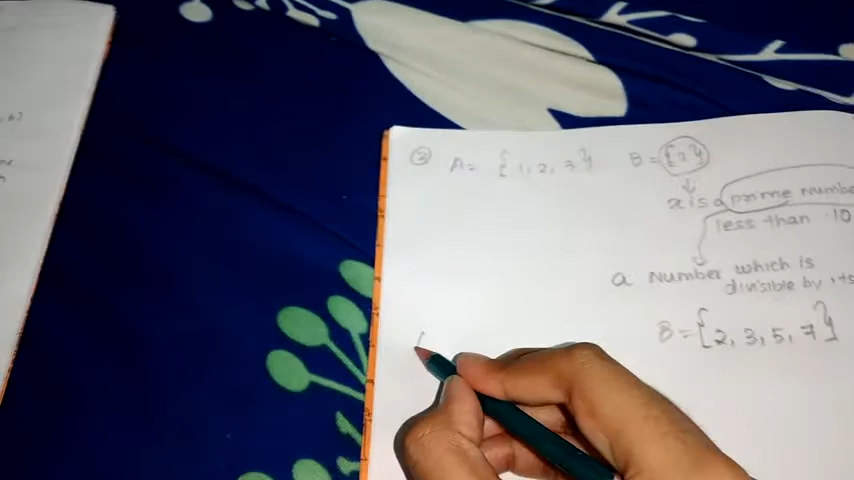 ② A = {1, 2, 3} B = {x}
x is a prime number
less than 10
a Number which is
divisible by its
B = {2, 3, 5, 7}